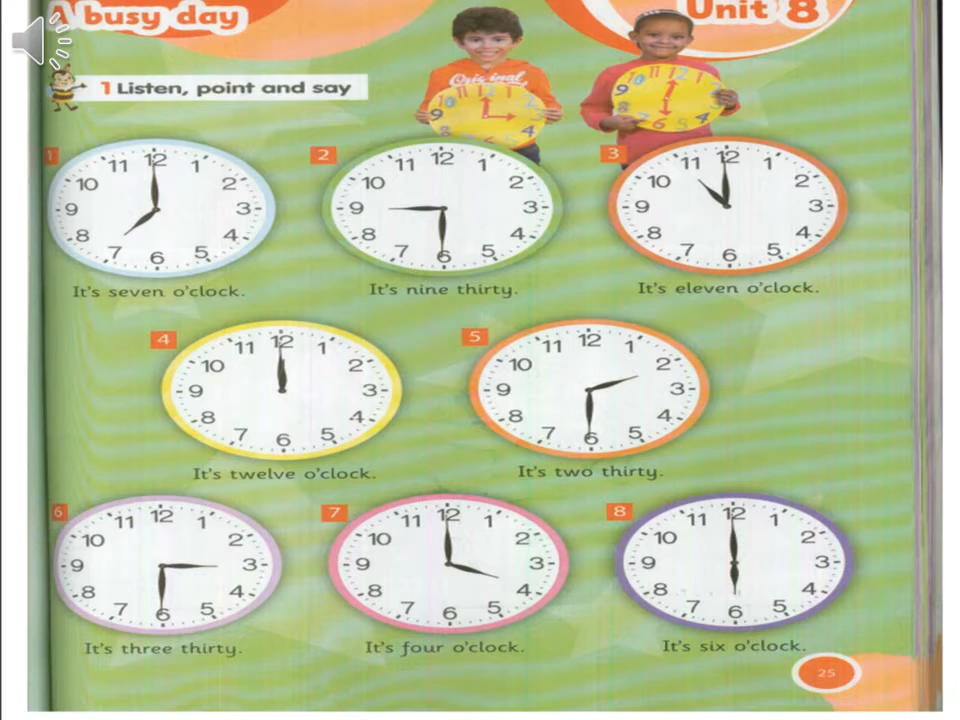 A busy day
Unit 8
1 Listen, point and say
Original
1
It's seven o'clock.
2
It's nine thirty.
3
It's eleven o'clock.
4
It's twelve o'clock.
5
It's two thirty.
6
It's three thirty.
7
It's four o'clock.
8
It's six o'clock.
25